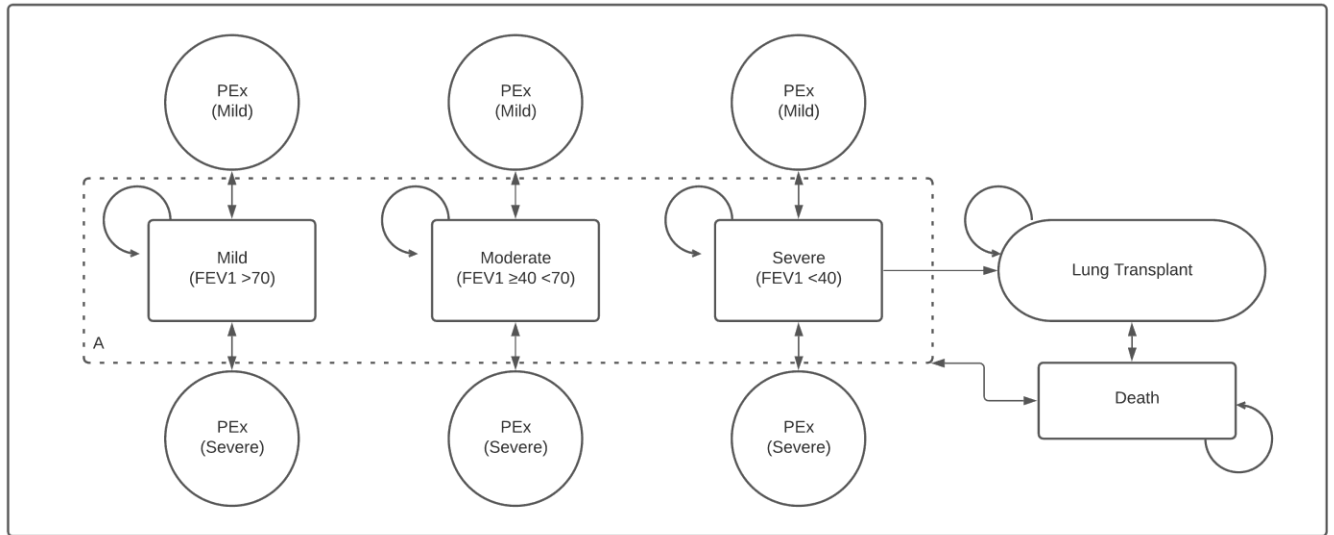 PEx
(Mild)
PEx
(Mild)
PEx
(Mild)
Mild
(FEV1 >70)
Moderate
(FEV1 ≥40 <70)
Severe
(FEV1 <40)
Lung Transplant
A
Death
PEx
(Severe)
PEx
(Severe)
PEx
(Severe)